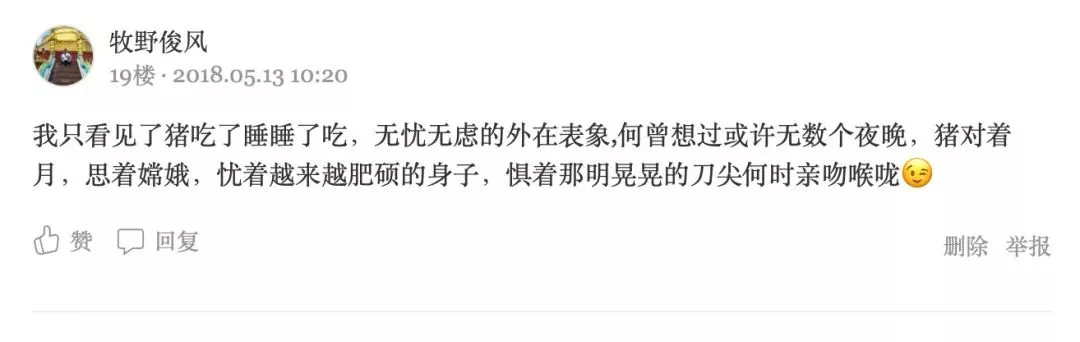 牧野俊风
19楼 · 2018.05.13 10:20
我只看见了猪吃了睡睡了吃，无忧无虑的外在表象,何曾想过或许无数个夜晚，猪对着
月，思着嫦娥，忧着越来越肥硕的身子，惧着那明晃晃的刀尖何时亲吻喉咙😉
赞 回复 删除 举报